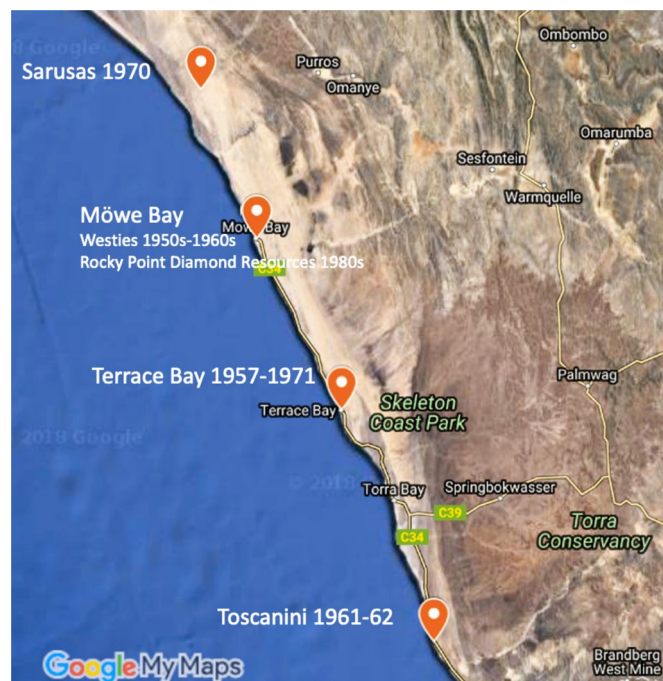 8 Google
Ombombo
Sarusas 1970
Purros
Omanye
Omarumba
Sesfontein
Warmquelle
Möwe Bay
Westies 1950s-1960s
Rocky Point Diamond Resources 1980s
C34
Palmwag
Terrace Bay 1957-1971
Terrace Bay
Skeleton
Coast Park
2018 Google
© 2018
Torra Bay
Springbokwasser
C39
C34
Torra
Conservancy
Toscanini 1961-62
Brandberg
West Mine
Google My Maps